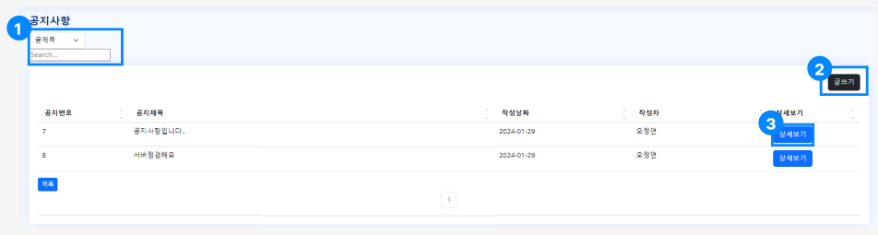 공지사항
1
글제목
Search...
2
글쓰기
공지번호 공지제목 작성날짜 작성자 상세보기
3
7 공지사항입니다. 2024-01-29 오정연 상세보기
8 서버점검해요 2024-01-29 오정연 상세보기
목록
1